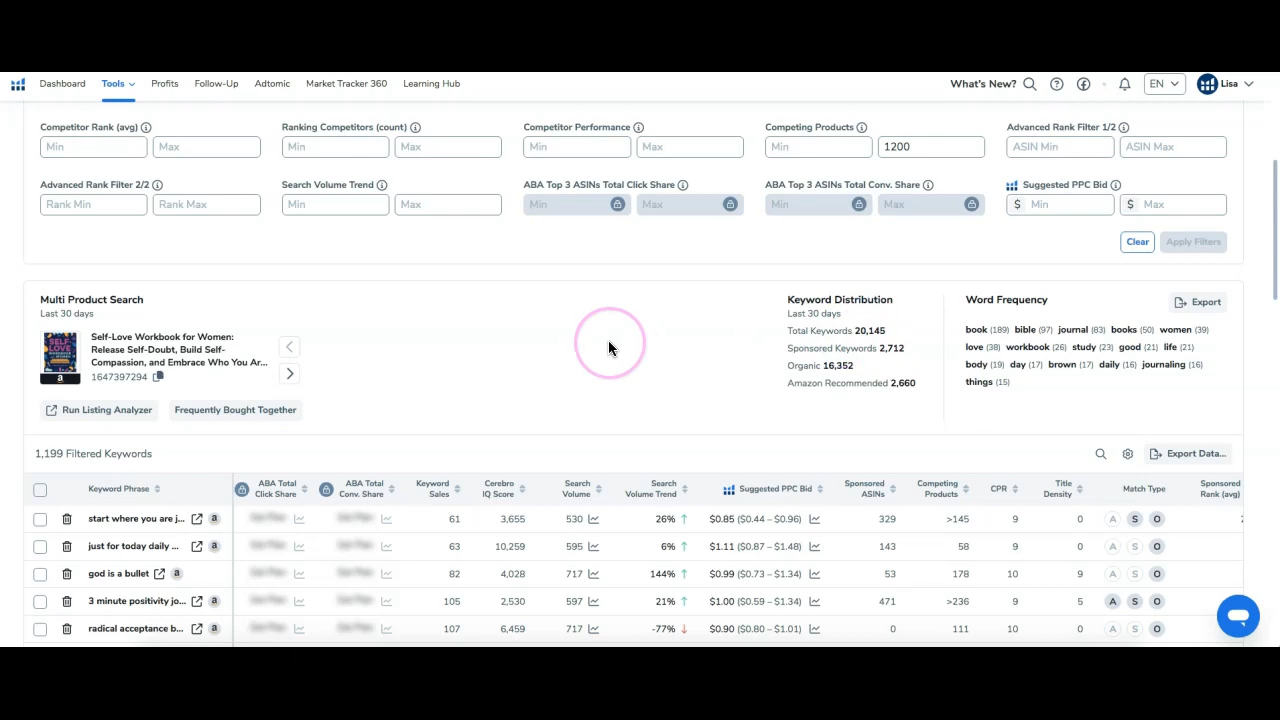 Dashboard Tools Profits Follow-Up Adtomic Market Tracker 360 Learning Hub What's New? EN Lisa
Competitor Rank (avg) Ranking Competitors (count) Competitor Performance Competing Products Advanced Rank Filter 1/2
Min Max Min Max Min Max Min 1200 ASIN Min ASIN Max
Advanced Rank Filter 2/2 Search Volume Trend ABA Top 3 ASINs Total Click Share ABA Top 3 ASINs Total Conv. Share Suggested PPC Bid
Rank Min Rank Max Min Max Min Max Min Max $ Min $ Max
Clear Apply Filters
Multi Product Search
Last 30 days
Self-Love Workbook for Women:
Release Self-Doubt, Build Self-
Compassion, and Embrace Who You Ar...
1647397294
Run Listing Analyzer Frequently Bought Together
Keyword Distribution
Last 30 days
Total Keywords 20,145
Sponsored Keywords 2,712
Organic 16,352
Amazon Recommended 2,660
Word Frequency Export
book (189) bible (97) journal (83) books (50) women (39)
love (38) workbook (26) study (23) good (21) life (21)
body (19) day (17) brown (17) daily (16) journaling (16)
things (15)
1,199 Filtered Keywords Export Data...
Keyword Phrase ABA Total Click Share ABA Total Conv. Share Keyword Sales Cerebro IQ Score Search Volume Search Volume Trend Suggested PPC Bid Sponsored ASINs Competing Products CPR Title Density Match Type Sponsored Rank (avg)
start where you are j... 61 3,655 530 26% $0.85 ($0.44 – $0.96) 329 >145 9 0 A S O
just for today daily ... 63 10,259 595 6% $1.11 ($0.87 – $1.48) 143 58 9 0 A S O
god is a bullet 82 4,028 717 144% $0.99 ($0.73 – $1.34) 53 178 10 9 A S O
3 minute positivity jo... 105 2,530 597 21% $1.00 ($0.59 – $1.34) 471 >236 9 5 A S O
radical acceptance b... 107 6,459 717 -77% $0.90 ($0.80 – $1.01) 0 111 10 0 A S O